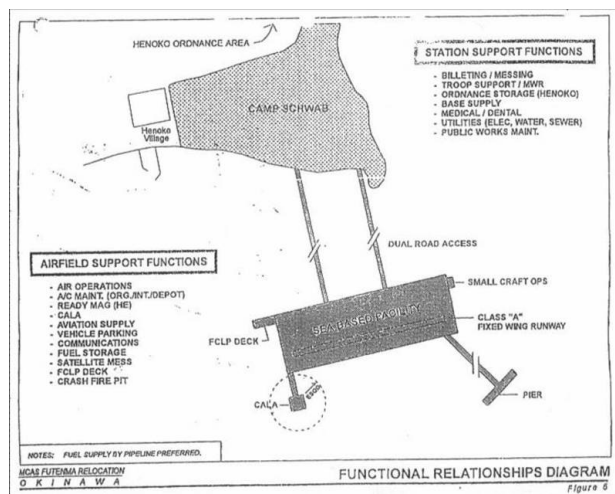 HENOKO ORDNANCE AREA
CAMP SCHWAB
Henoko
Village
STATION SUPPORT FUNCTIONS
- BILLETING / MESSING
- TROOP SUPPORT / MWR
- ORDNANCE STORAGE (HENOKO)
- BASE SUPPLY
- MEDICAL / DENTAL
- UTILITIES (ELEC, WATER, SEWER)
- PUBLIC WORKS MAINT.
DUAL ROAD ACCESS
AIRFIELD SUPPORT FUNCTIONS
- AIR OPERATIONS
- A/C MAINT. (ORG./INT./DEPOT)
- READY MAG (HE)
- CALA
- AVIATION SUPPLY
- VEHICLE PARKING
- COMMUNICATIONS
- FUEL STORAGE
- SATELLITE MESS
- FCLP DECK
- CRASH FIRE PIT
SMALL CRAFT OPS
SEA BASED FACILITY
CLASS "A"
FIXED WING RUNWAY
FCLP DECK
CALA
PIER
NOTES: FUEL SUPPLY BY PIPELINE PREFERRED.
MCAS FUTENMA RELOCATION
OKINAWA
FUNCTIONAL RELATIONSHIPS DIAGRAM
Figure 6